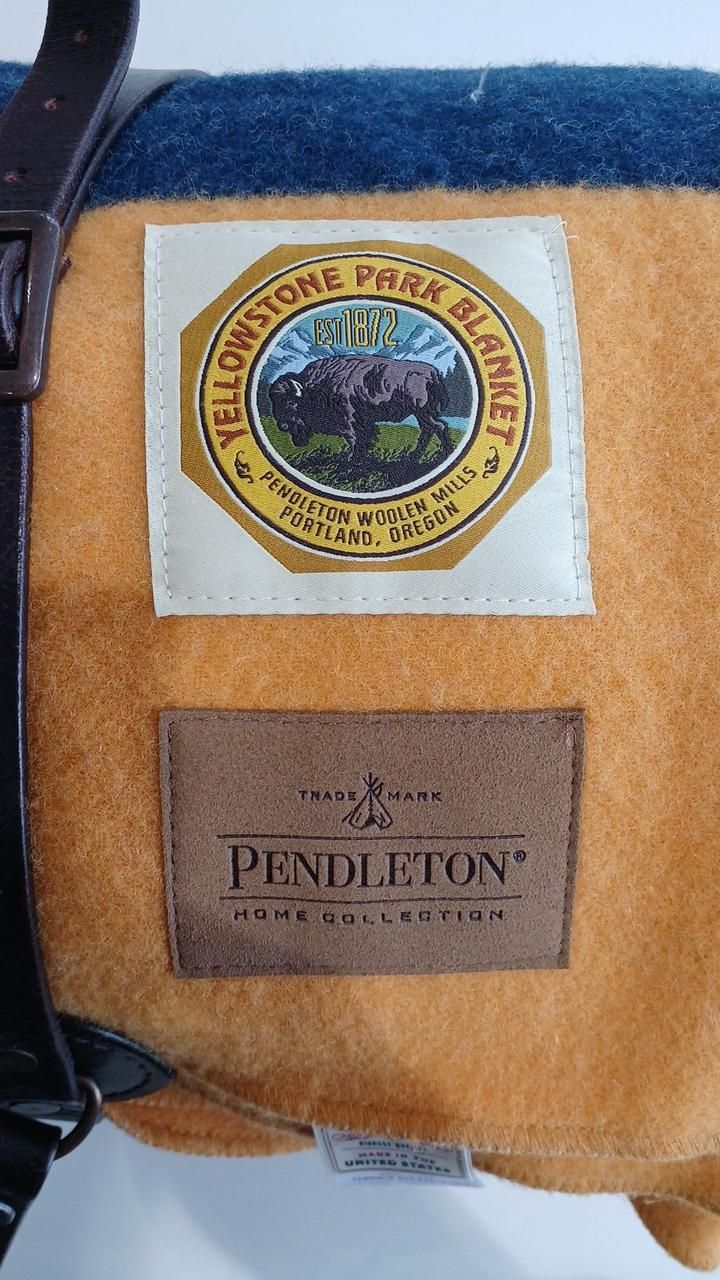 YELLOWSTONE PARK BLANKET
EST 1872
PENDLETON WOOLEN MILLS
PORTLAND, OREGON
TRADE MARK
PENDLETON®
HOME COLLECTION
MADE IN THE
UNITED STATES